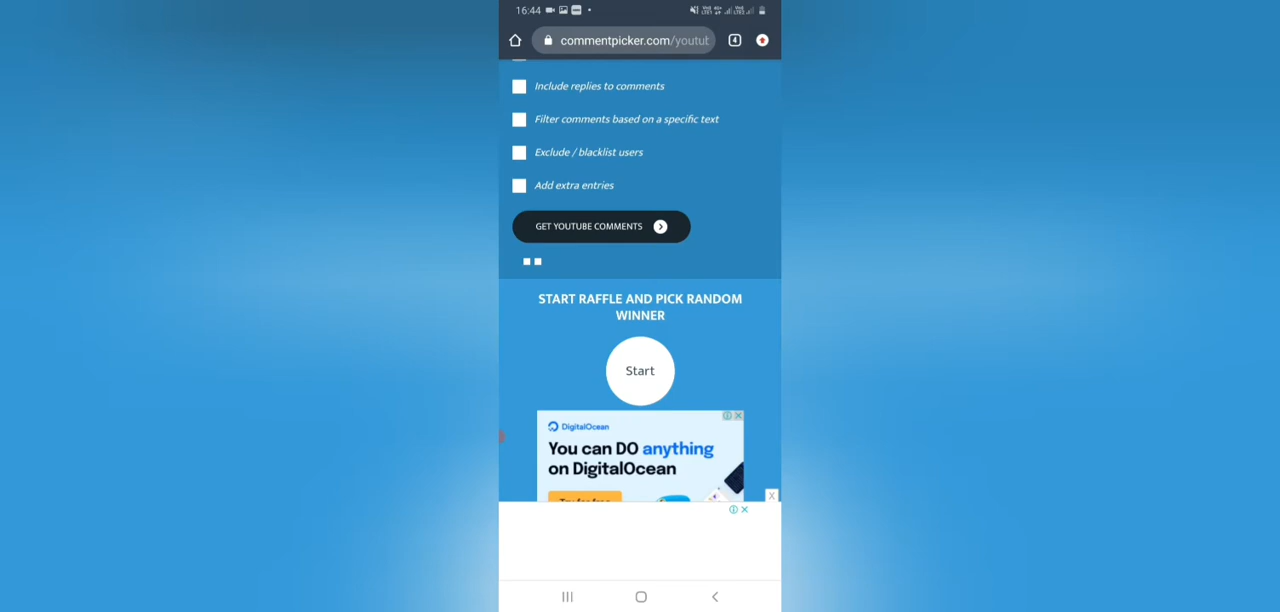 16:44
commentpicker.com/youtut
4
Include replies to comments
Filter comments based on a specific text
Exclude / blacklist users
Add extra entries
GET YOUTUBE COMMENTS
START RAFFLE AND PICK RANDOM
WINNER
Start
DigitalOcean
You can DO anything
on DigitalOcean
Try for free
X